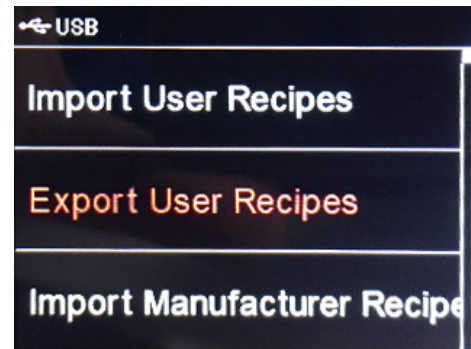 USB
Import User Recipes
Export User Recipes
Import Manufacturer Recipe